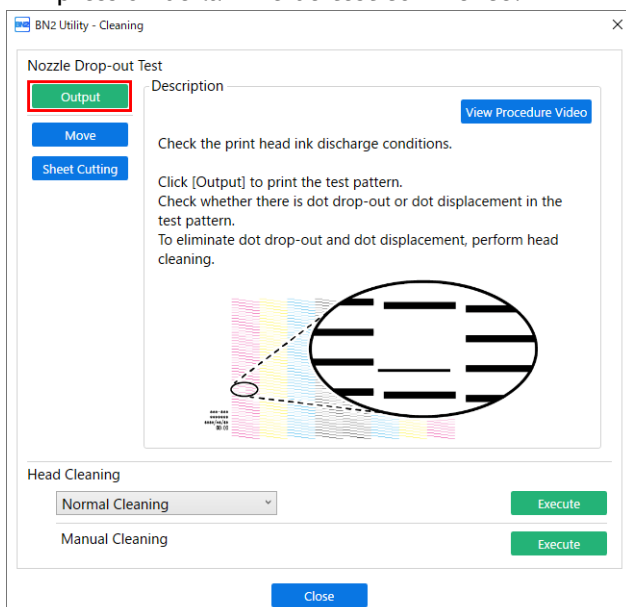 BN2 Utility - Cleaning
Nozzle Drop-out Test
Output
Description
View Procedure Video
Move
Check the print head ink discharge conditions.
Sheet Cutting
Click [Output] to print the test pattern.
Check whether there is dot drop-out or dot displacement in the
test pattern.
To eliminate dot drop-out and dot displacement, perform head
cleaning.
Head Cleaning
Normal Cleaning
Execute
Manual Cleaning
Execute
Close